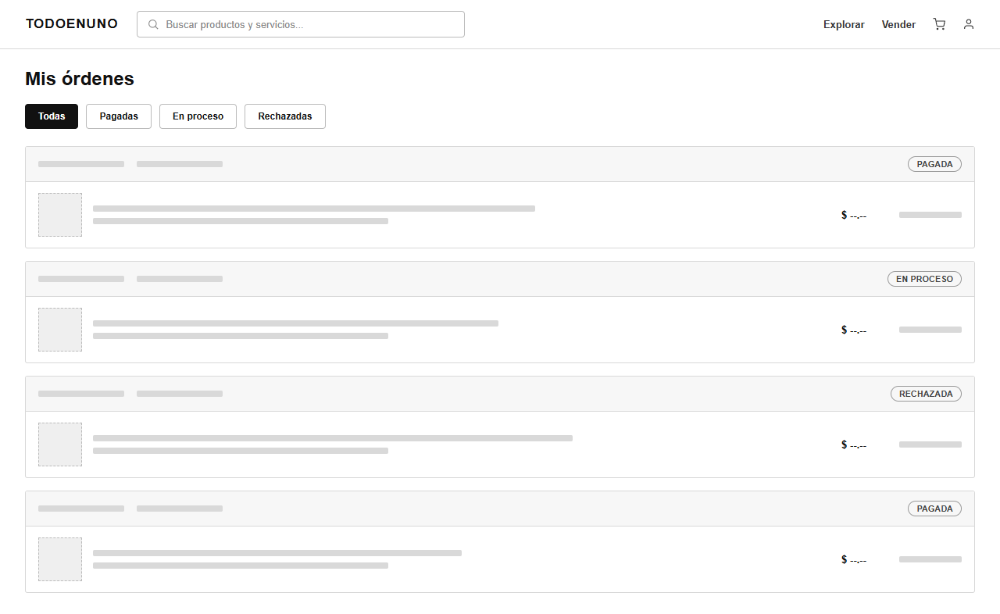 TODOENUNO
Buscar productos y servicios...
Explorar
Vender
Mis órdenes
Todas
Pagadas
En proceso
Rechazadas
PAGADA
$ --.--
EN PROCESO
$ --.--
RECHAZADA
$ --.--
PAGADA
$ --.--